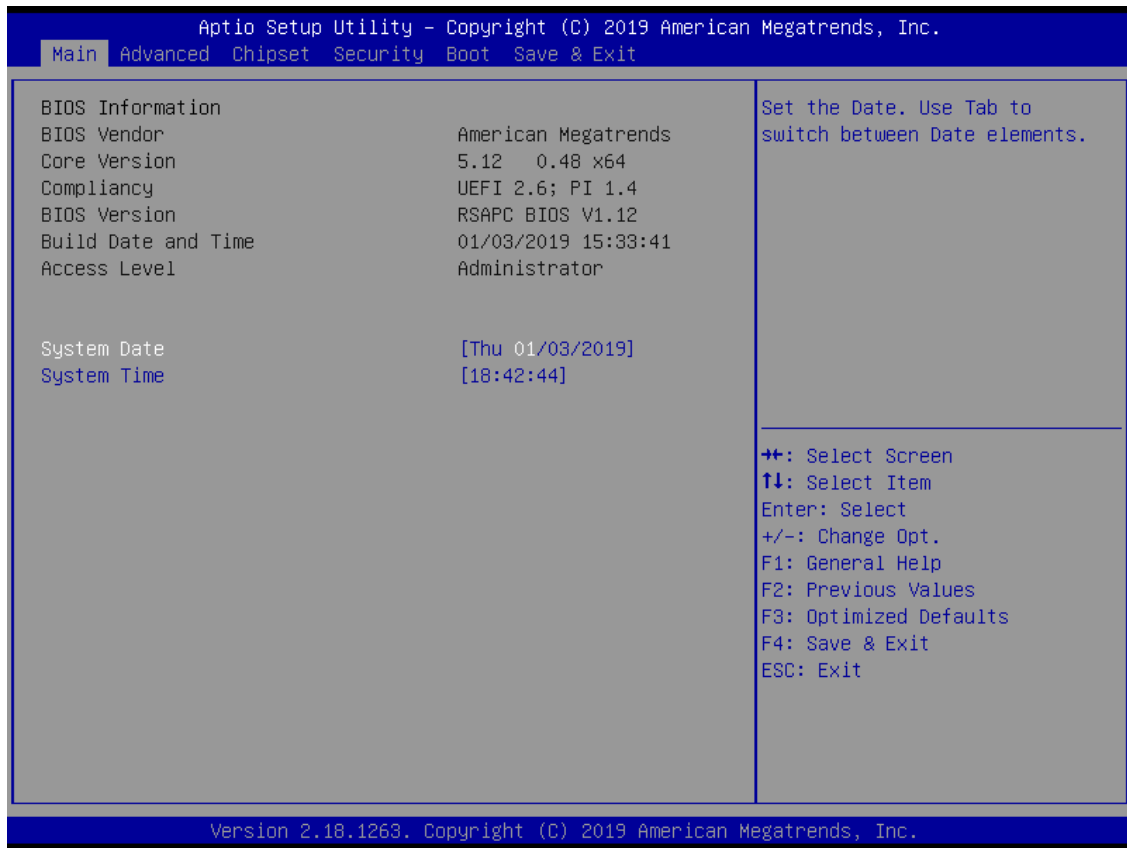 Aptio Setup Utility – Copyright (C) 2019 American Megatrends, Inc.
Main Advanced Chipset Security Boot Save & Exit
BIOS Information
BIOS Vendor American Megatrends
Core Version 5.12 0.48 x64
Compliancy UEFI 2.6; PI 1.4
BIOS Version RSAPC BIOS V1.12
Build Date and Time 01/03/2019 15:33:41
Access Level Administrator
System Date [Thu 01/03/2019]
System Time [18:42:44]
Set the Date. Use Tab to
switch between Date elements.
→←: Select Screen
↑↓: Select Item
Enter: Select
+/-: Change Opt.
F1: General Help
F2: Previous Values
F3: Optimized Defaults
F4: Save & Exit
ESC: Exit
Version 2.18.1263. Copyright (C) 2019 American Megatrends, Inc.